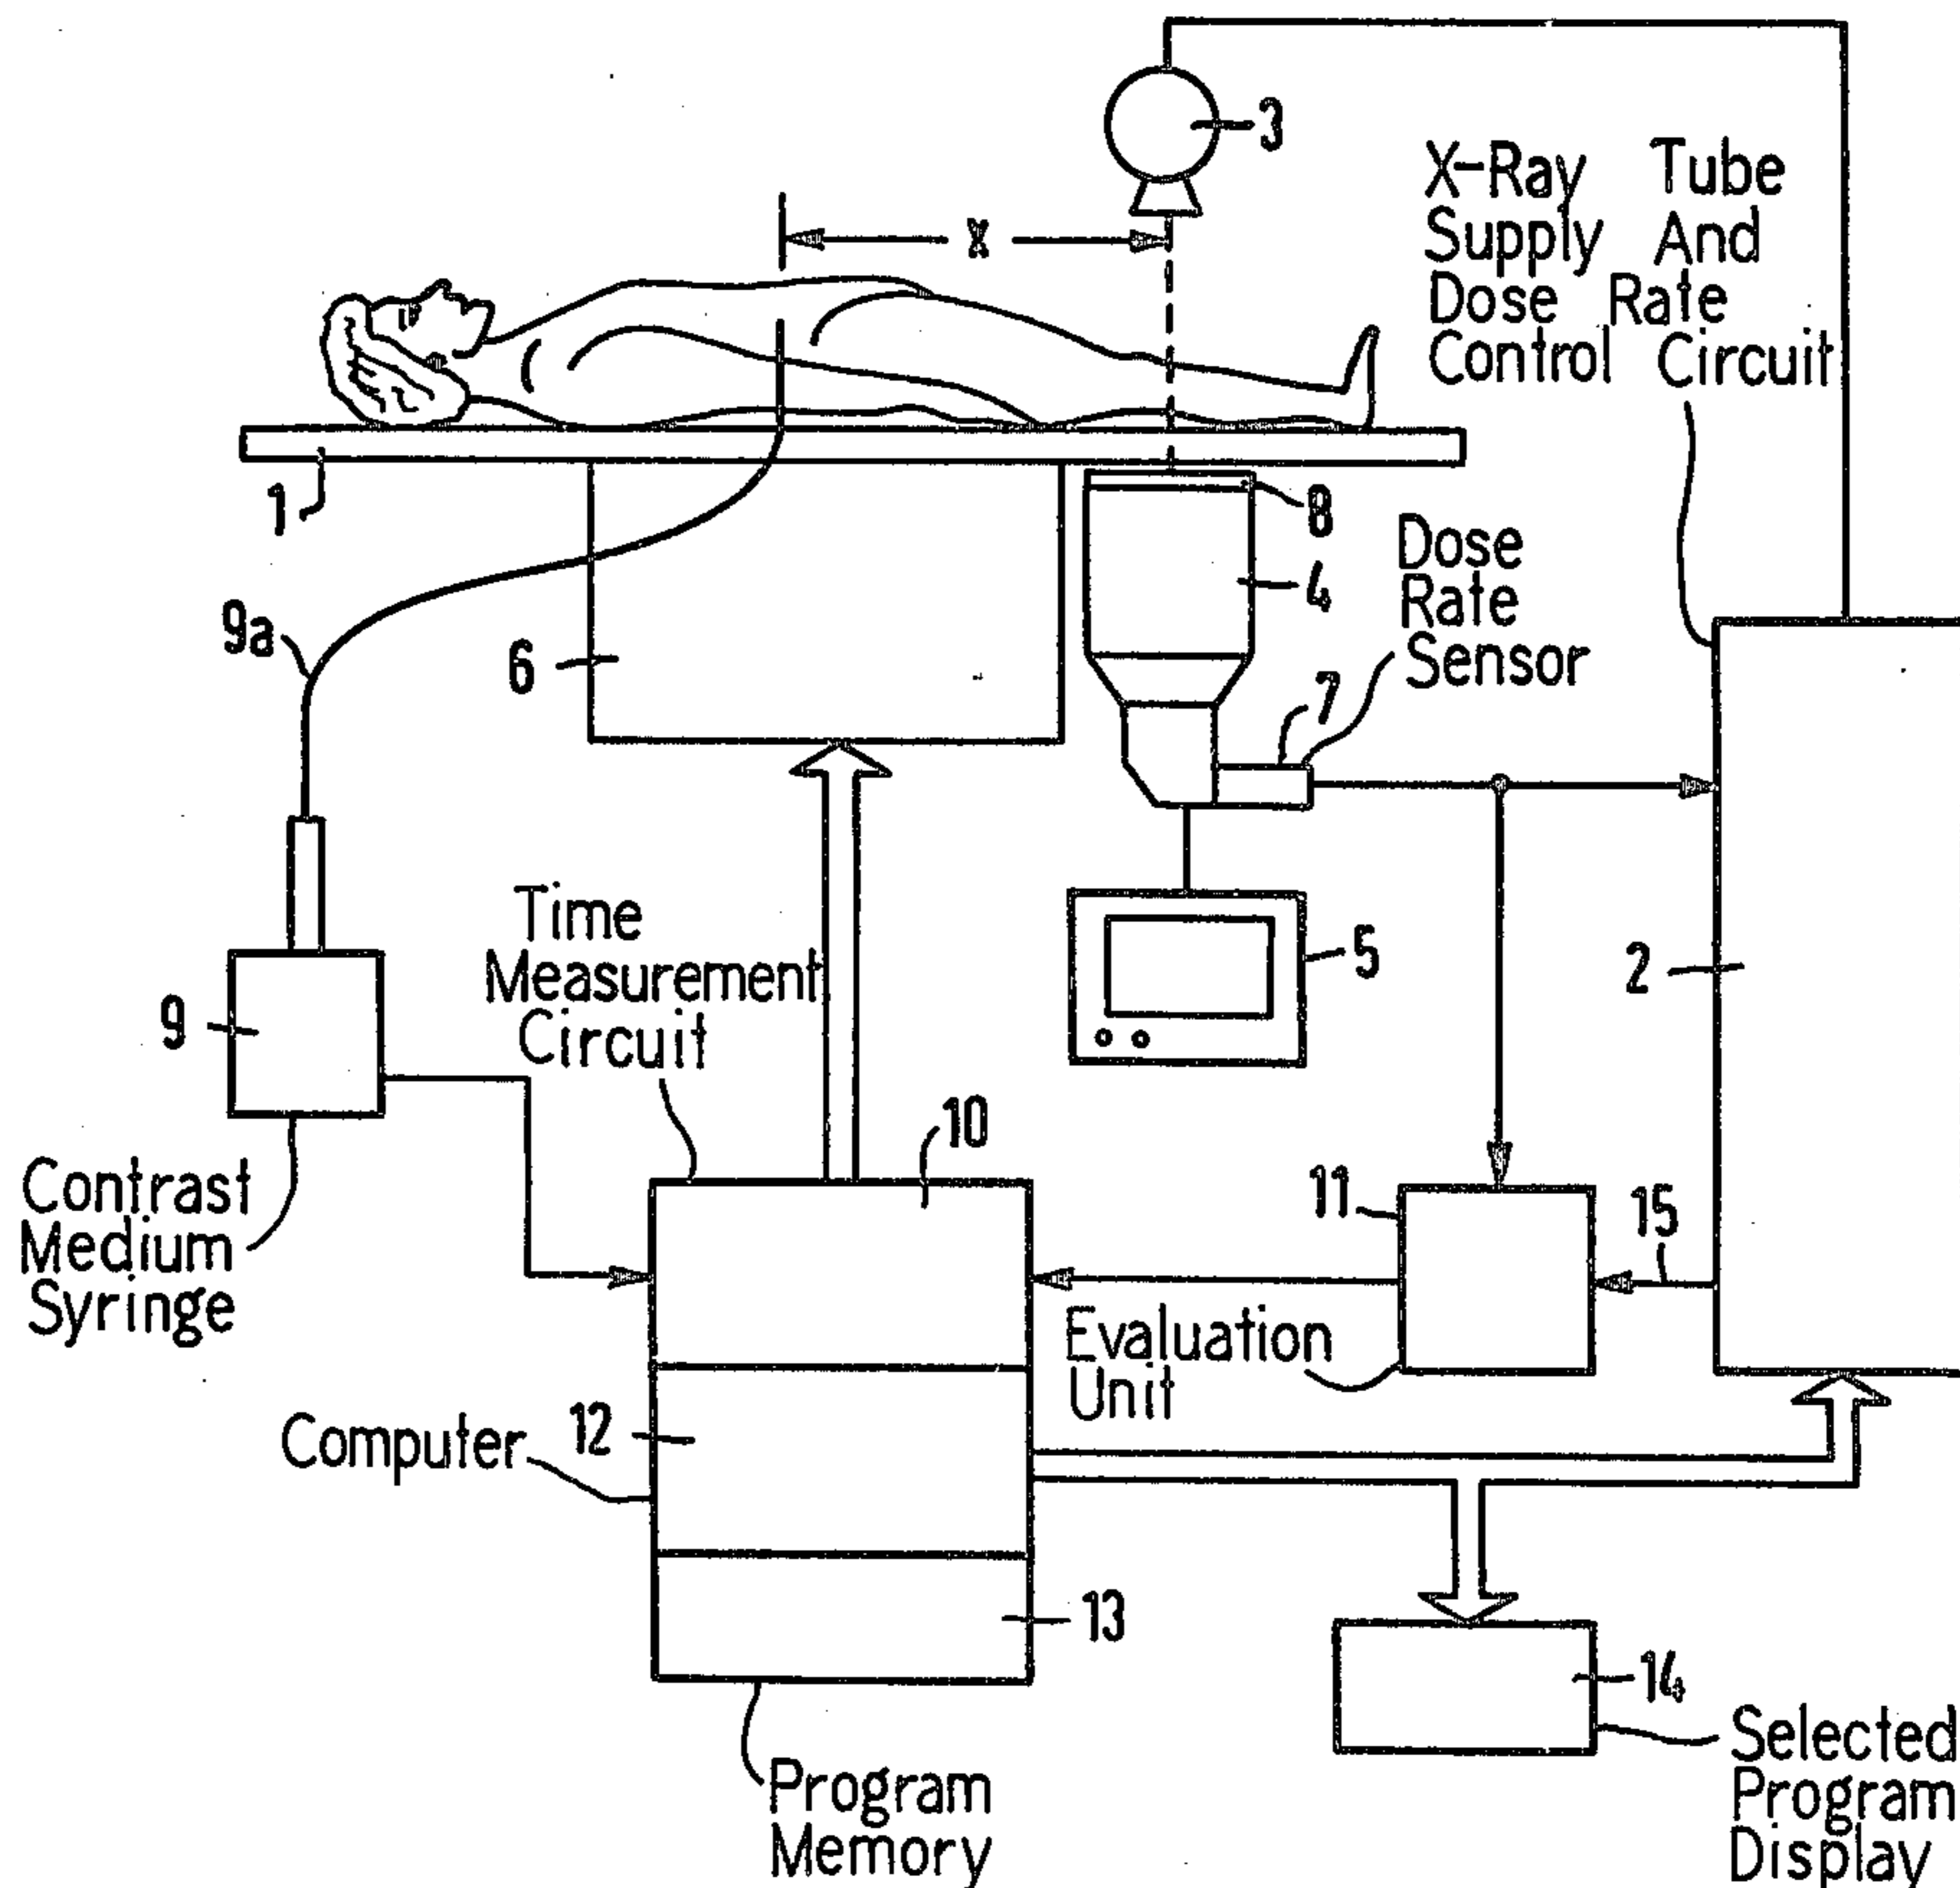 3
X-Ray Tube
Supply And
Dose Rate
Control Circuit
X
1
8
Dose
Rate
Sensor
4
9a
6
7
Time
Measurement
Circuit
5
2
9
10
Contrast
Medium
Syringe
11
15
Evaluation
Unit
Computer
12
13
14
Selected
Program
Display
Program
Memory